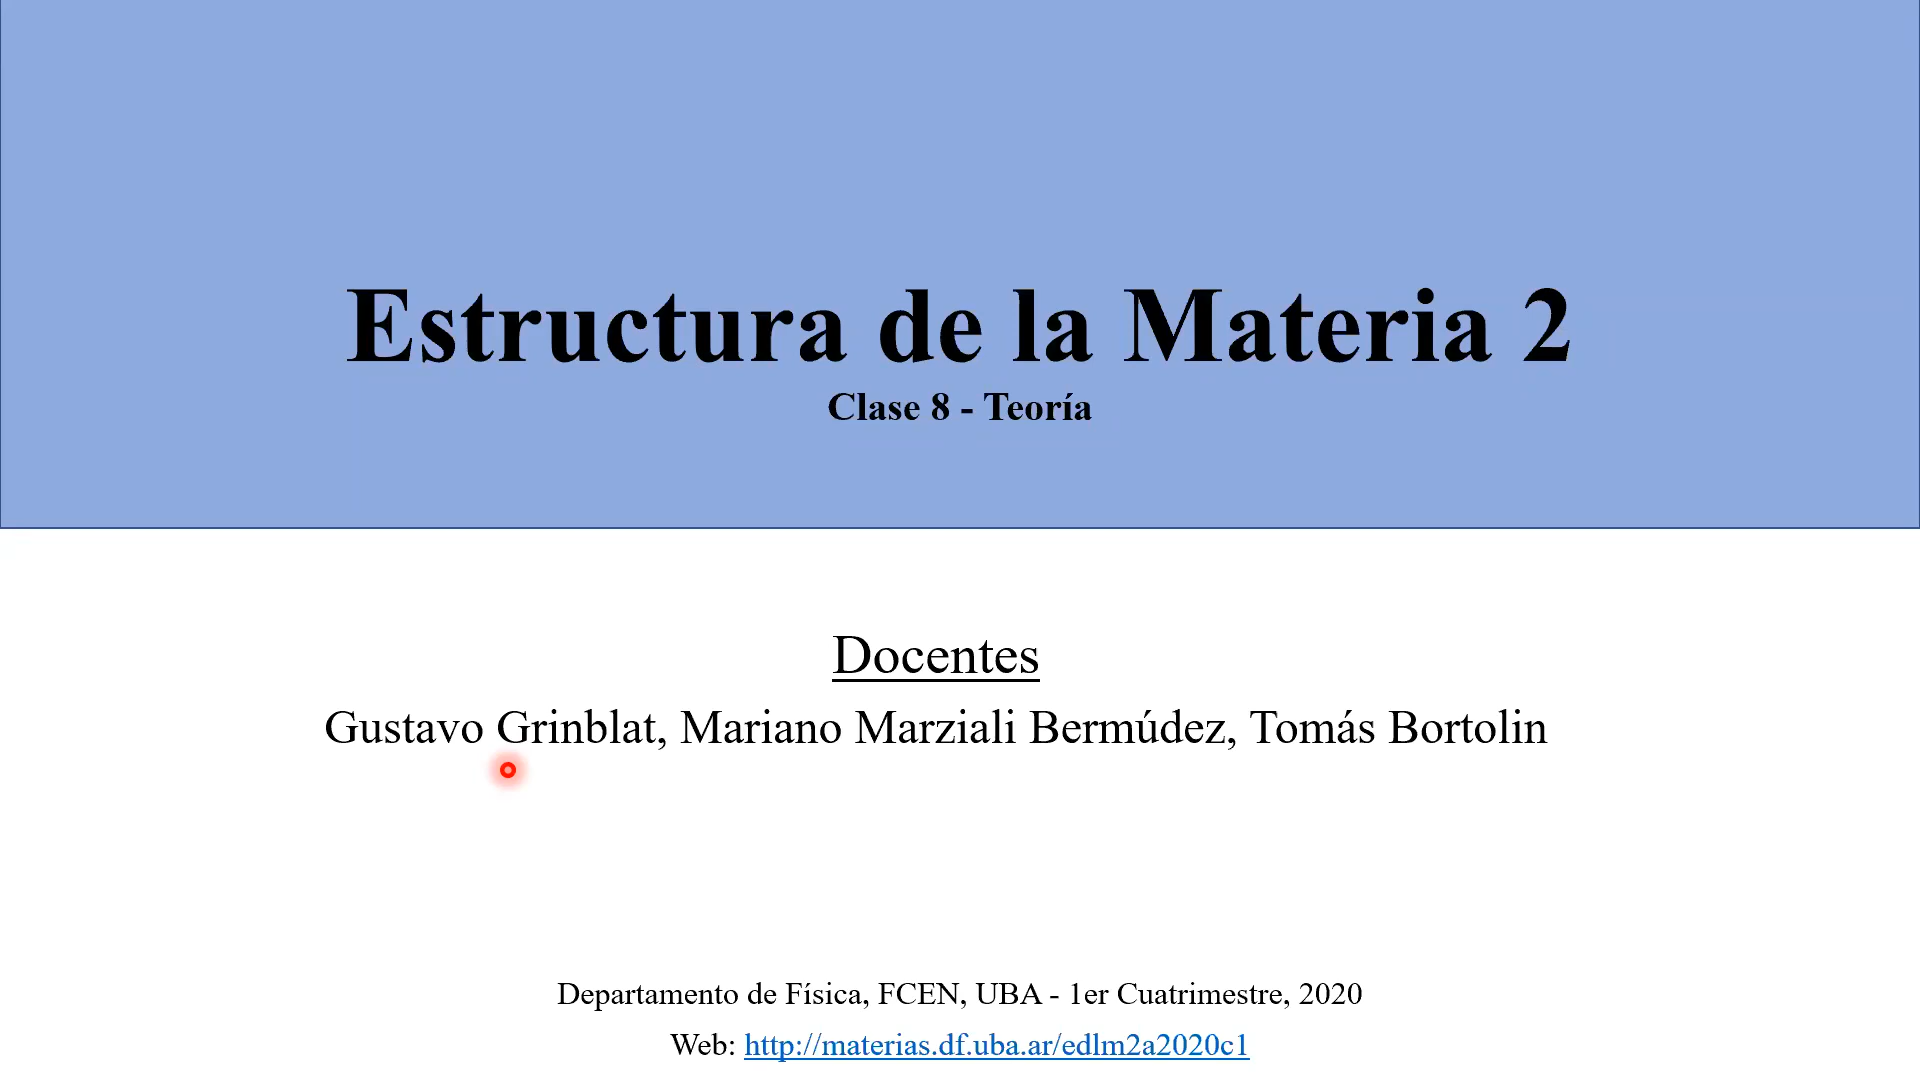 Estructura de la Materia 2
Clase 8 - Teoría
Docentes
Gustavo Grinblat, Mariano Marziali Bermúdez, Tomás Bortolin
Departamento de Física, FCEN, UBA - 1er Cuatrimestre, 2020
Web: http://materias.df.uba.ar/edlm2a2020c1